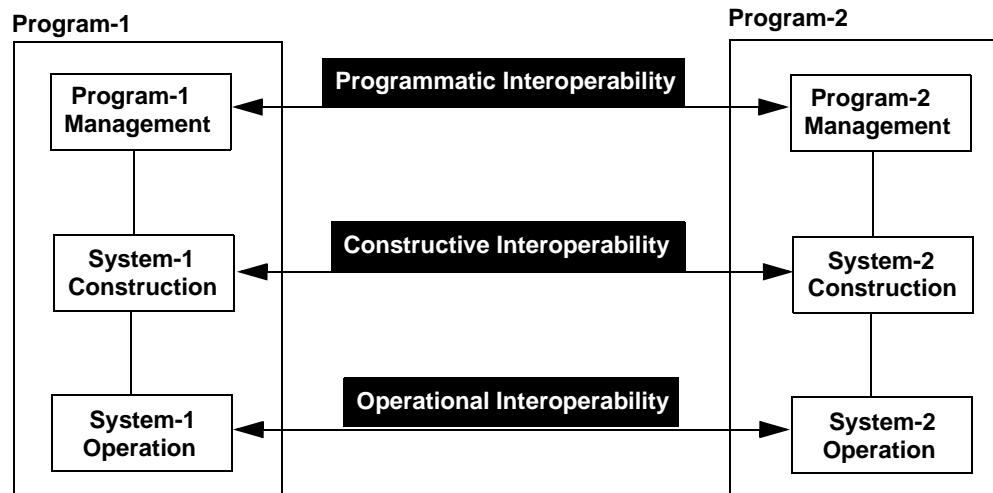 Program-1
Program-2
Programmatic Interoperability
Program-1
Management
Program-2
Management
Constructive Interoperability
System-1
Construction
System-2
Construction
Operational Interoperability
System-1
Operation
System-2
Operation